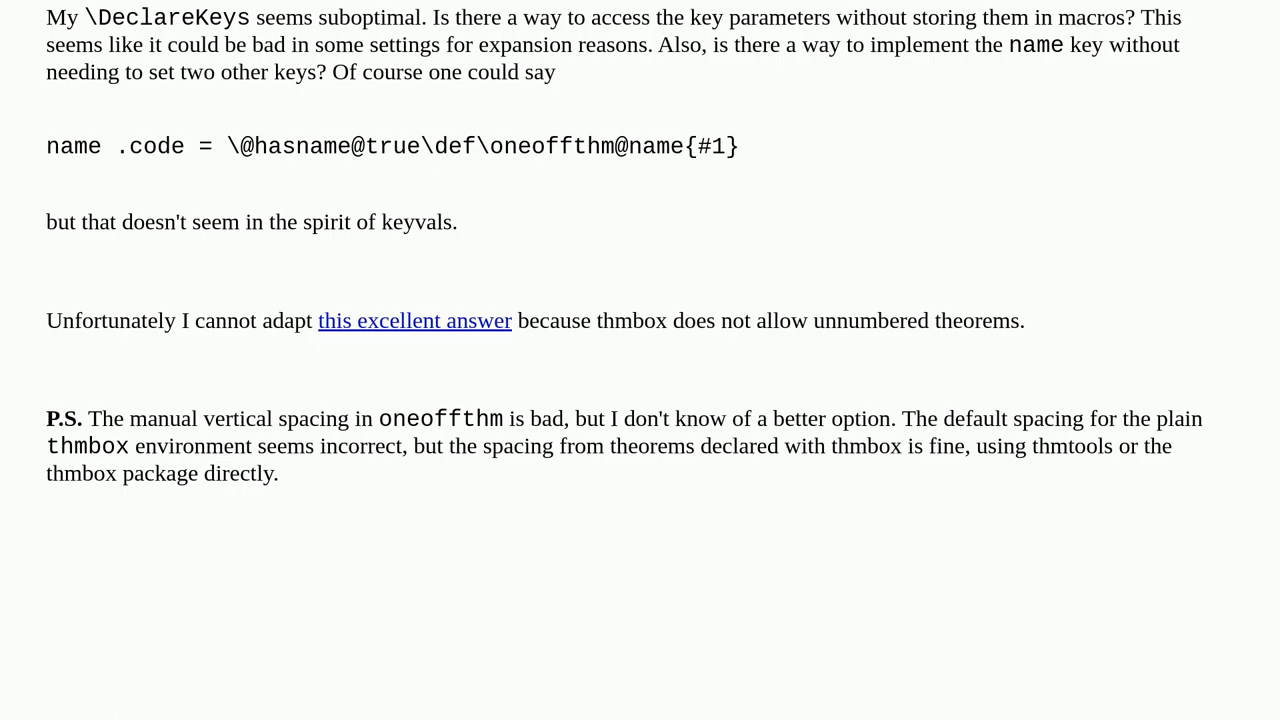 My \DeclareKeys seems suboptimal. Is there a way to access the key parameters without storing them in macros? This
seems like it could be bad in some settings for expansion reasons. Also, is there a way to implement the name key without
needing to set two other keys? Of course one could say
name .code = \@hasname@true\def\oneoffthm@name{#1}
but that doesn't seem in the spirit of keyvals.
Unfortunately I cannot adapt this excellent answer because thmbox does not allow unnumbered theorems.
P.S. The manual vertical spacing in oneoffthm is bad, but I don't know of a better option. The default spacing for the plain
thmbox environment seems incorrect, but the spacing from theorems declared with thmbox is fine, using thmtools or the
thmbox package directly.